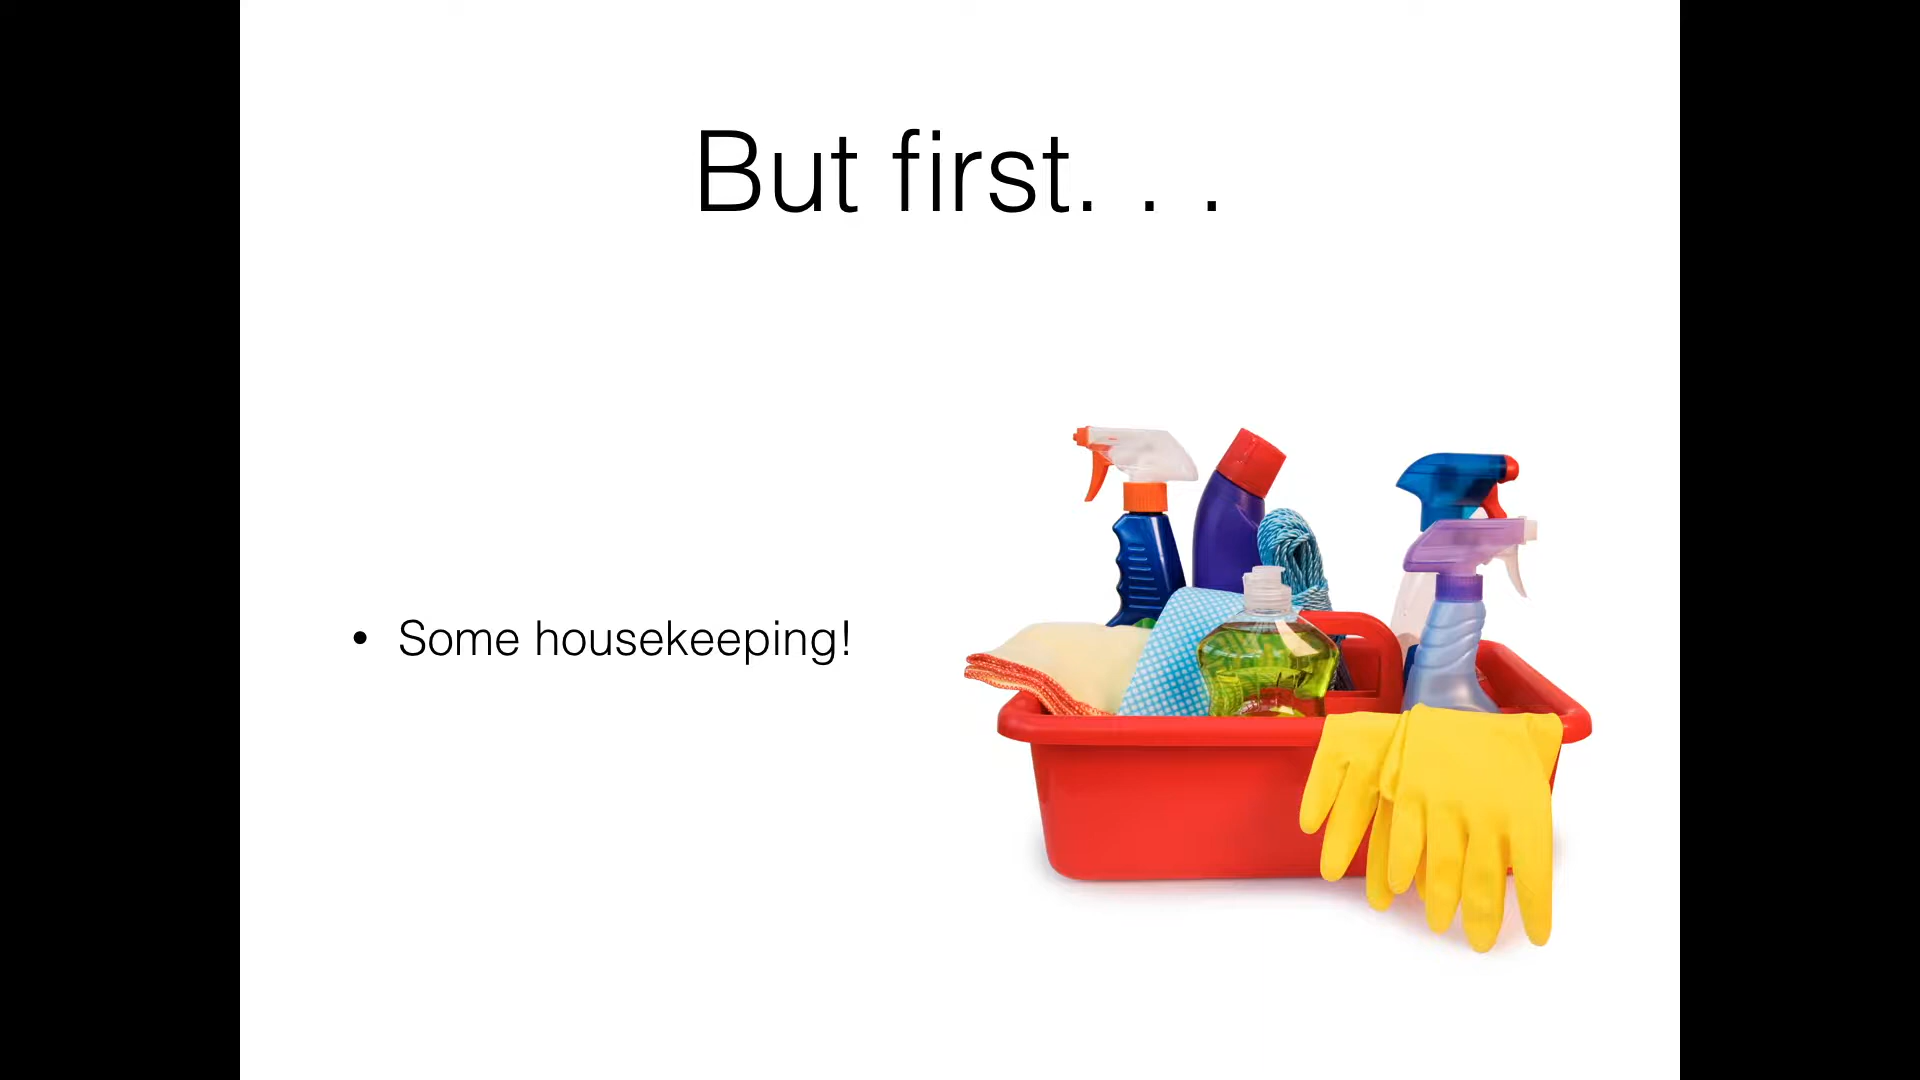 But first. . .
• Some housekeeping!